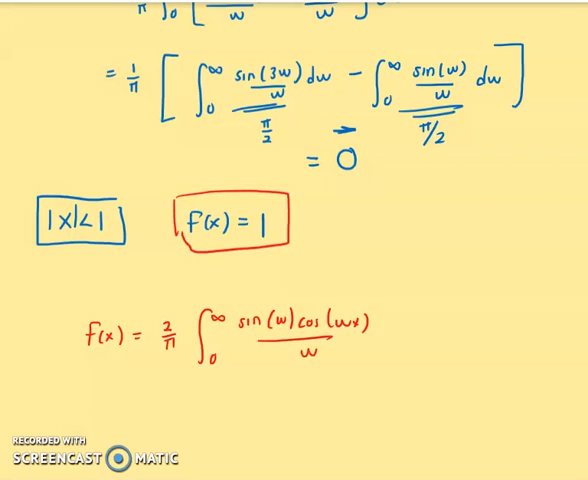 π ∫0 [ w w ]
= 1/π [ ∫0^∞ sin(3w)/w dw − ∫0^∞ sin(w)/w dw ]
π/2 π/2
= 0
|x|<1 f(x) = 1
f(x) = 2/π ∫0^∞ sin(w)cos(wx)/w
RECORDED WITH
SCREENCAST MATIC